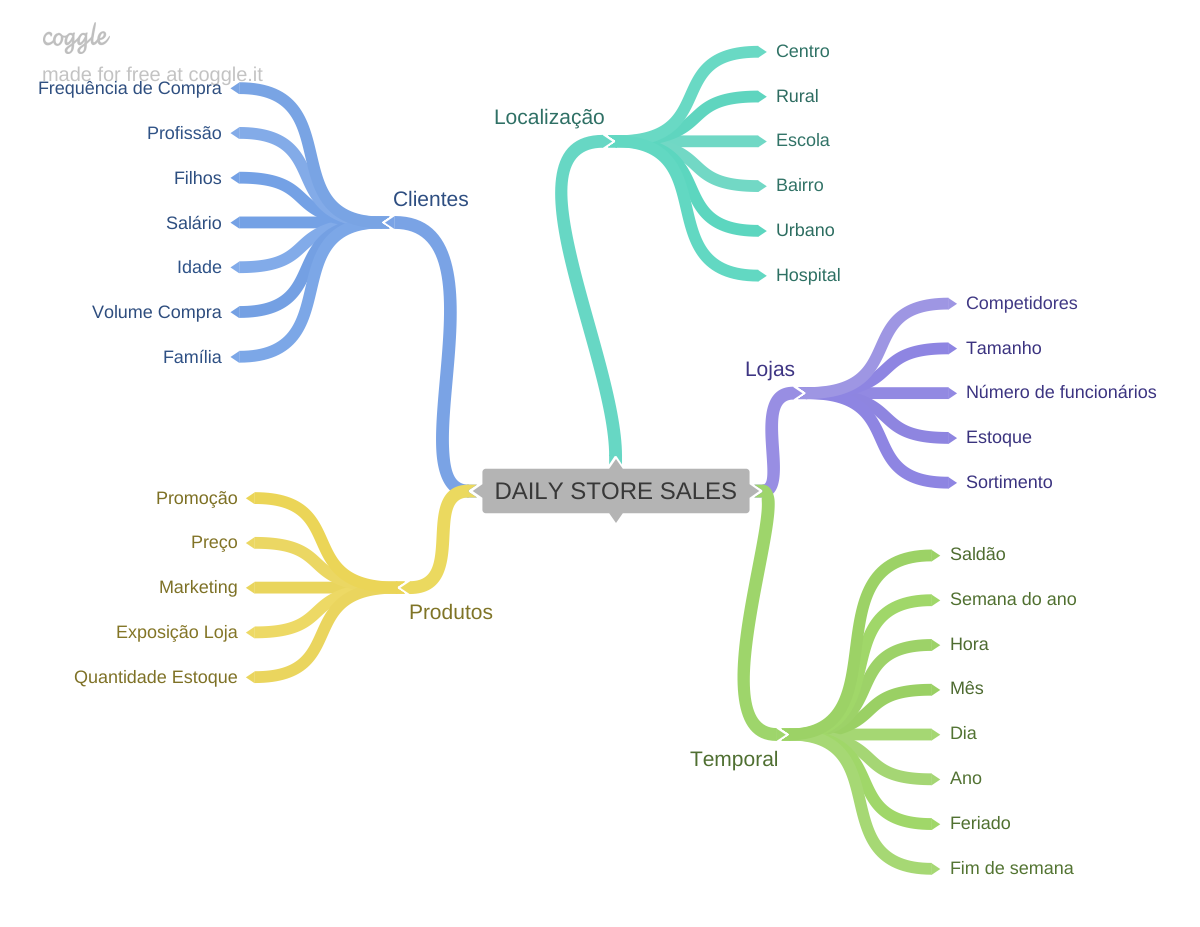 coggle
made for free at coggle.it
Clientes
Frequência de Compra
Profissão
Filhos
Salário
Idade
Volume Compra
Família
Localização
Centro
Rural
Escola
Bairro
Urbano
Hospital
Lojas
Competidores
Tamanho
Número de funcionários
Estoque
Sortimento
DAILY STORE SALES
Produtos
Promoção
Preço
Marketing
Exposição Loja
Quantidade Estoque
Temporal
Saldão
Semana do ano
Hora
Mês
Dia
Ano
Feriado
Fim de semana